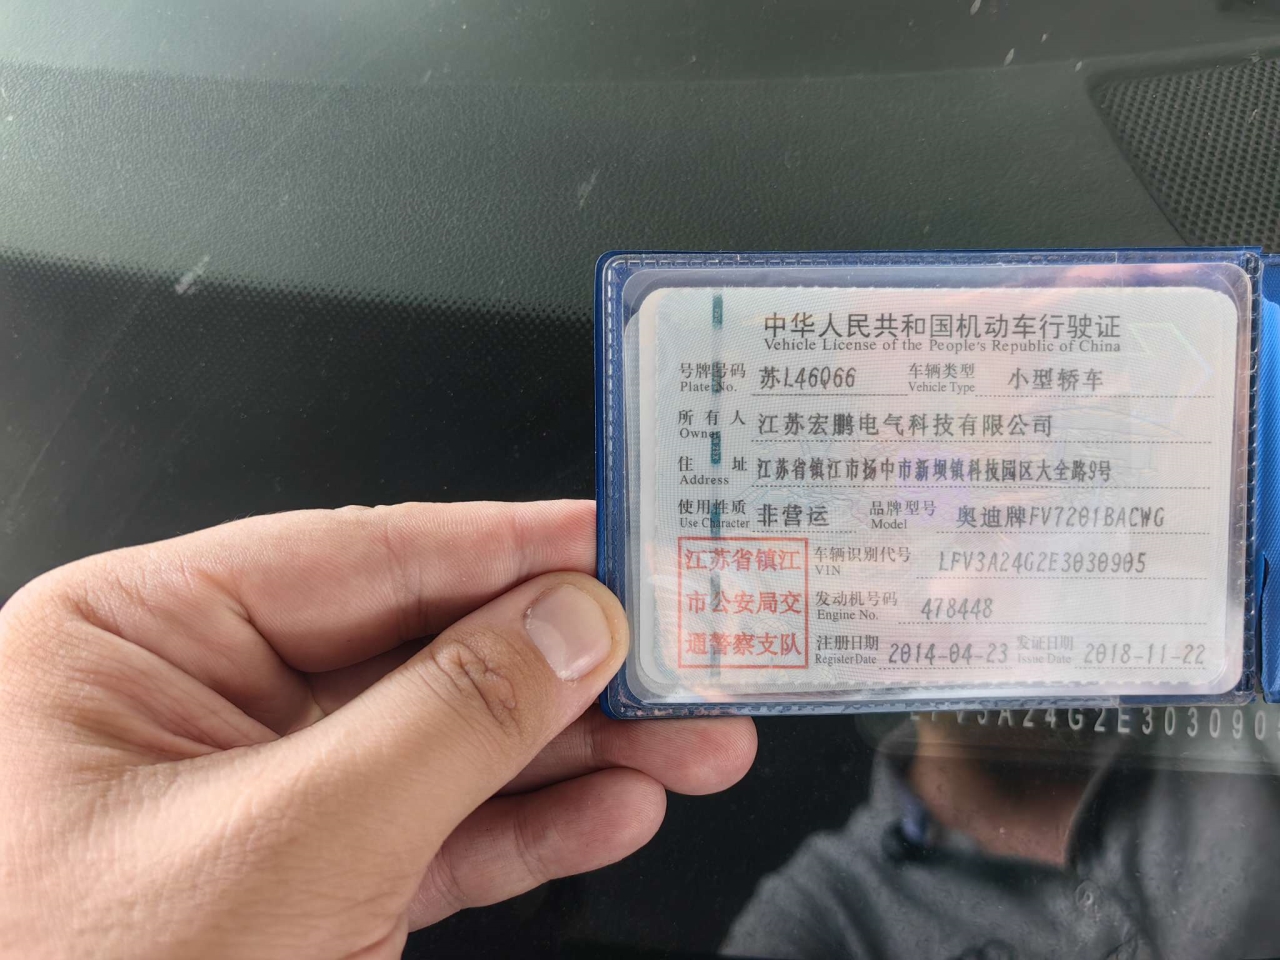 中华人民共和国机动车行驶证
Vehicle License of the People's Republic of China
号牌号码 苏L46Q66 车辆类型 小型轿车
Plate No. Vehicle Type
所有人 江苏宏鹏电气科技有限公司
Owner
住址 江苏省镇江市扬中市新坝镇科技园区大全路9号
Address
使用性质 非营运 品牌型号 奥迪牌FV7201BACWG
Use Character Model
江苏省镇江
市公安局交
通警察支队
车辆识别代号 LFV3A24G2E3030905
VIN
发动机号码 478448
Engine No.
注册日期 2014-04-23 发证日期 2018-11-22
Register Date Issue Date
LFV3A24G2E303090